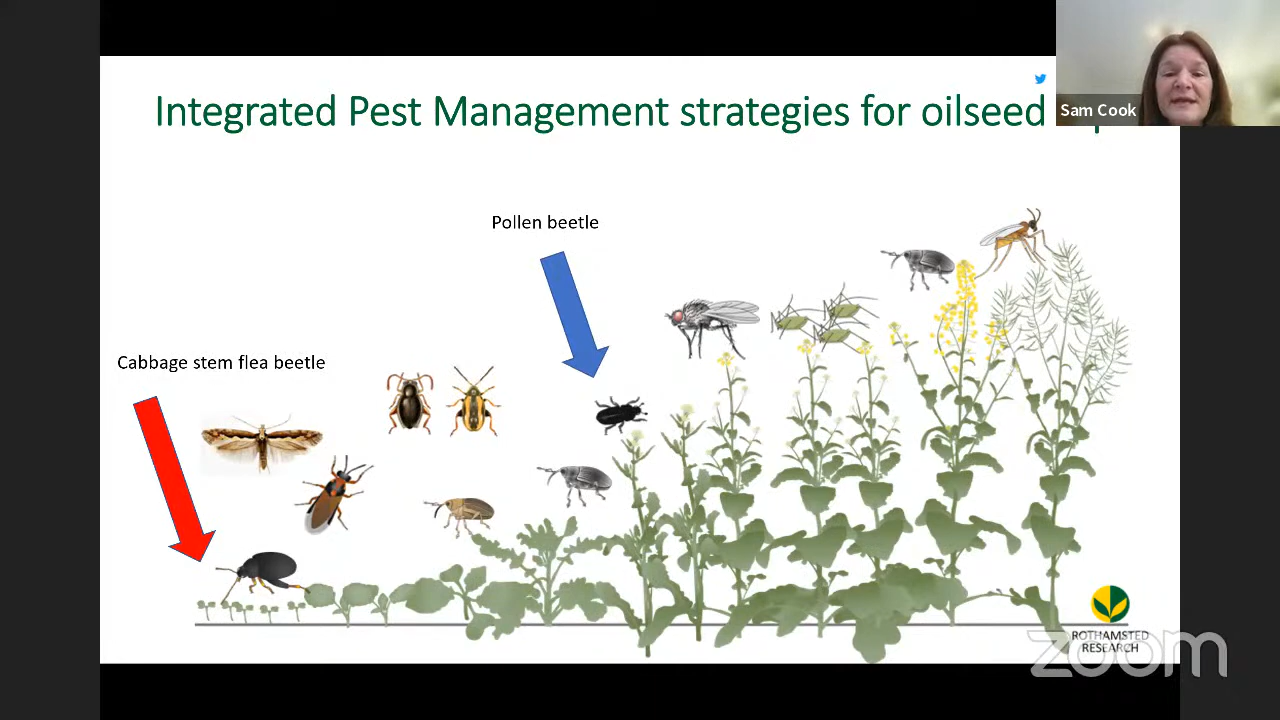 Integrated Pest Management strategies for oilseed
Sam Cook
Pollen beetle
Cabbage stem flea beetle
ROTHAMSTED
RESEARCH
zoom